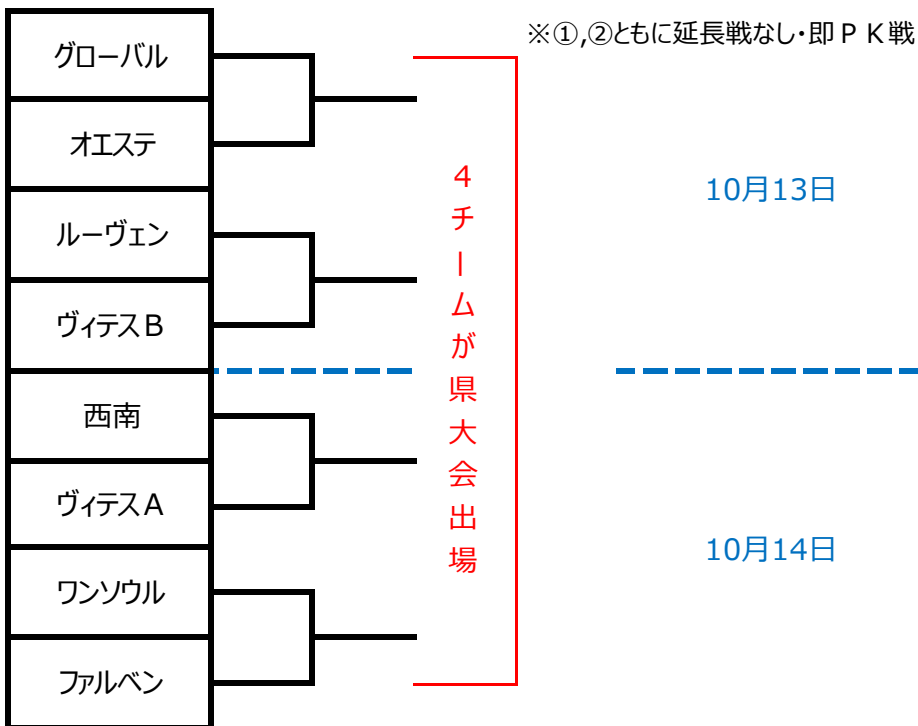 ※①,②ともに延長戦なし・即ＰＫ戦
グローバル
オエステ
ルーヴェン
ヴィテスＢ
西南
ヴィテスＡ
ワンソウル
ファルベン
４チームが県大会出場
10月13日
10月14日